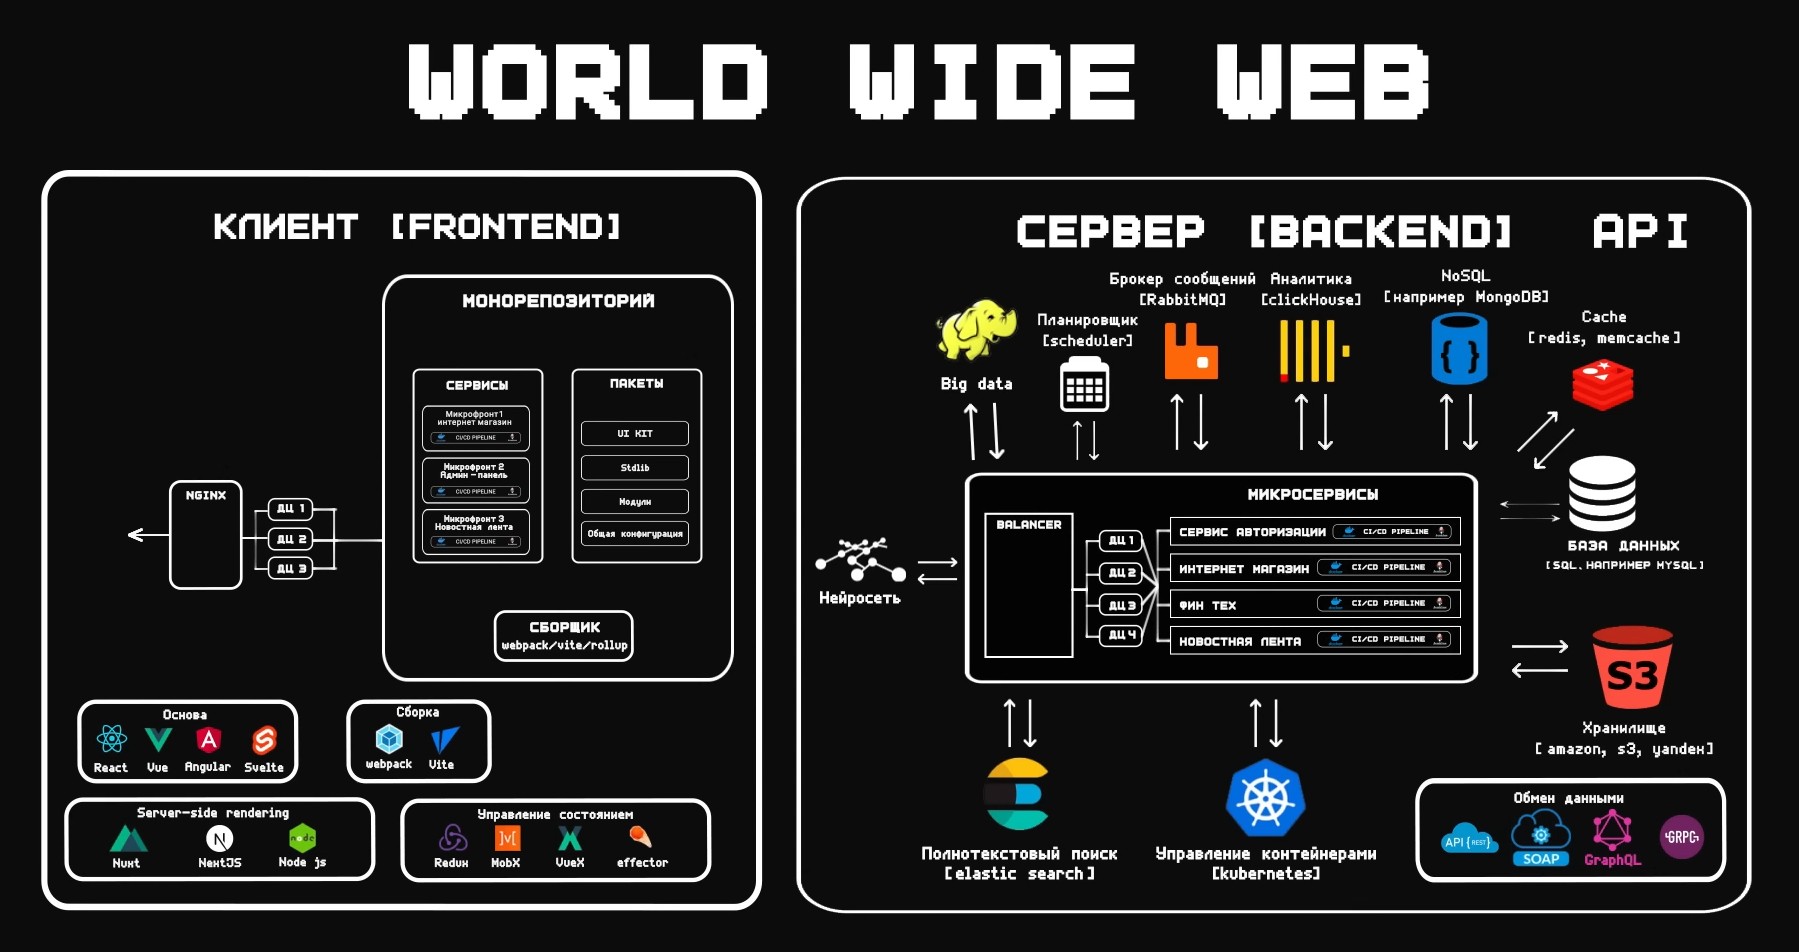 WORLD WIDE WEB
КЛИЕНТ [FRONTEND]
МОНОРЕПОЗИТОРИЙ
СЕРВИСЫ
Микрофронт1
интернет магазин
CI/CD PIPELINE
Микрофронт 2
Админ-панель
CI/CD PIPELINE
Микрофронт 3
Новостная лента
CI/CD PIPELINE
ПАКЕТЫ
UI KIT
Stdlib
Модули
Общая конфигурация
СБОРЩИК
webpack/vite/rollup
NGINX
ДЦ 1
ДЦ 2
ДЦ 3
Основа
React Vue Angular Svelte
Сборка
webpack Vite
Server-side rendering
N
node
Nuxt NextJS Node js
Управление состоянием
]M[
Redux MobX VueX effector
СЕРВЕР [BACKEND] API
Big data
Планировщик
[scheduler]
Брокер сообщений
[RabbitMQ]
Аналитика
[clickHouse]
NoSQL
[например MongoDB]
{ }
Cache
[redis, memcache]
БАЗА ДАННЫХ
[SQL, НАПРИМЕР MYSQL]
Нейросеть
МИКРОСЕРВИСЫ
BALANCER
ДЦ 1
ДЦ 2
ДЦ 3
ДЦ 4
СЕРВИС АВТОРИЗАЦИИ CI/CD PIPELINE
ИНТЕРНЕТ МАГАЗИН CI/CD PIPELINE
ФИН ТЕХ CI/CD PIPELINE
НОВОСТНАЯ ЛЕНТА CI/CD PIPELINE
S3
Хранилище
[amazon, s3, yandex]
Полнотекстовый поиск
[elastic search]
Управление контейнерами
[kubernetes]
Обмен данными
API {REST}
SOAP
GraphQL
GRPC